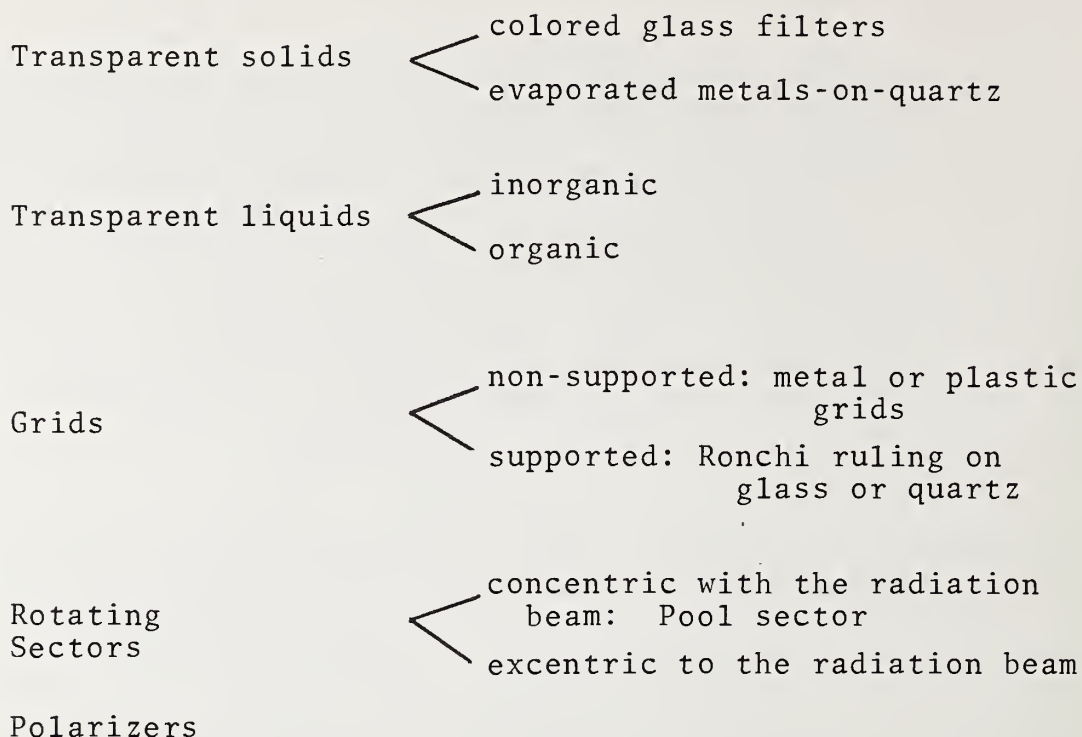 Transparent solids
colored glass filters
evaporated metals-on-quartz
Transparent liquids
inorganic
organic
Grids
non-supported: metal or plastic
grids
supported: Ronchi ruling on
glass or quartz
Rotating
Sectors
concentric with the radiation
beam: Pool sector
excentric to the radiation beam
Polarizers